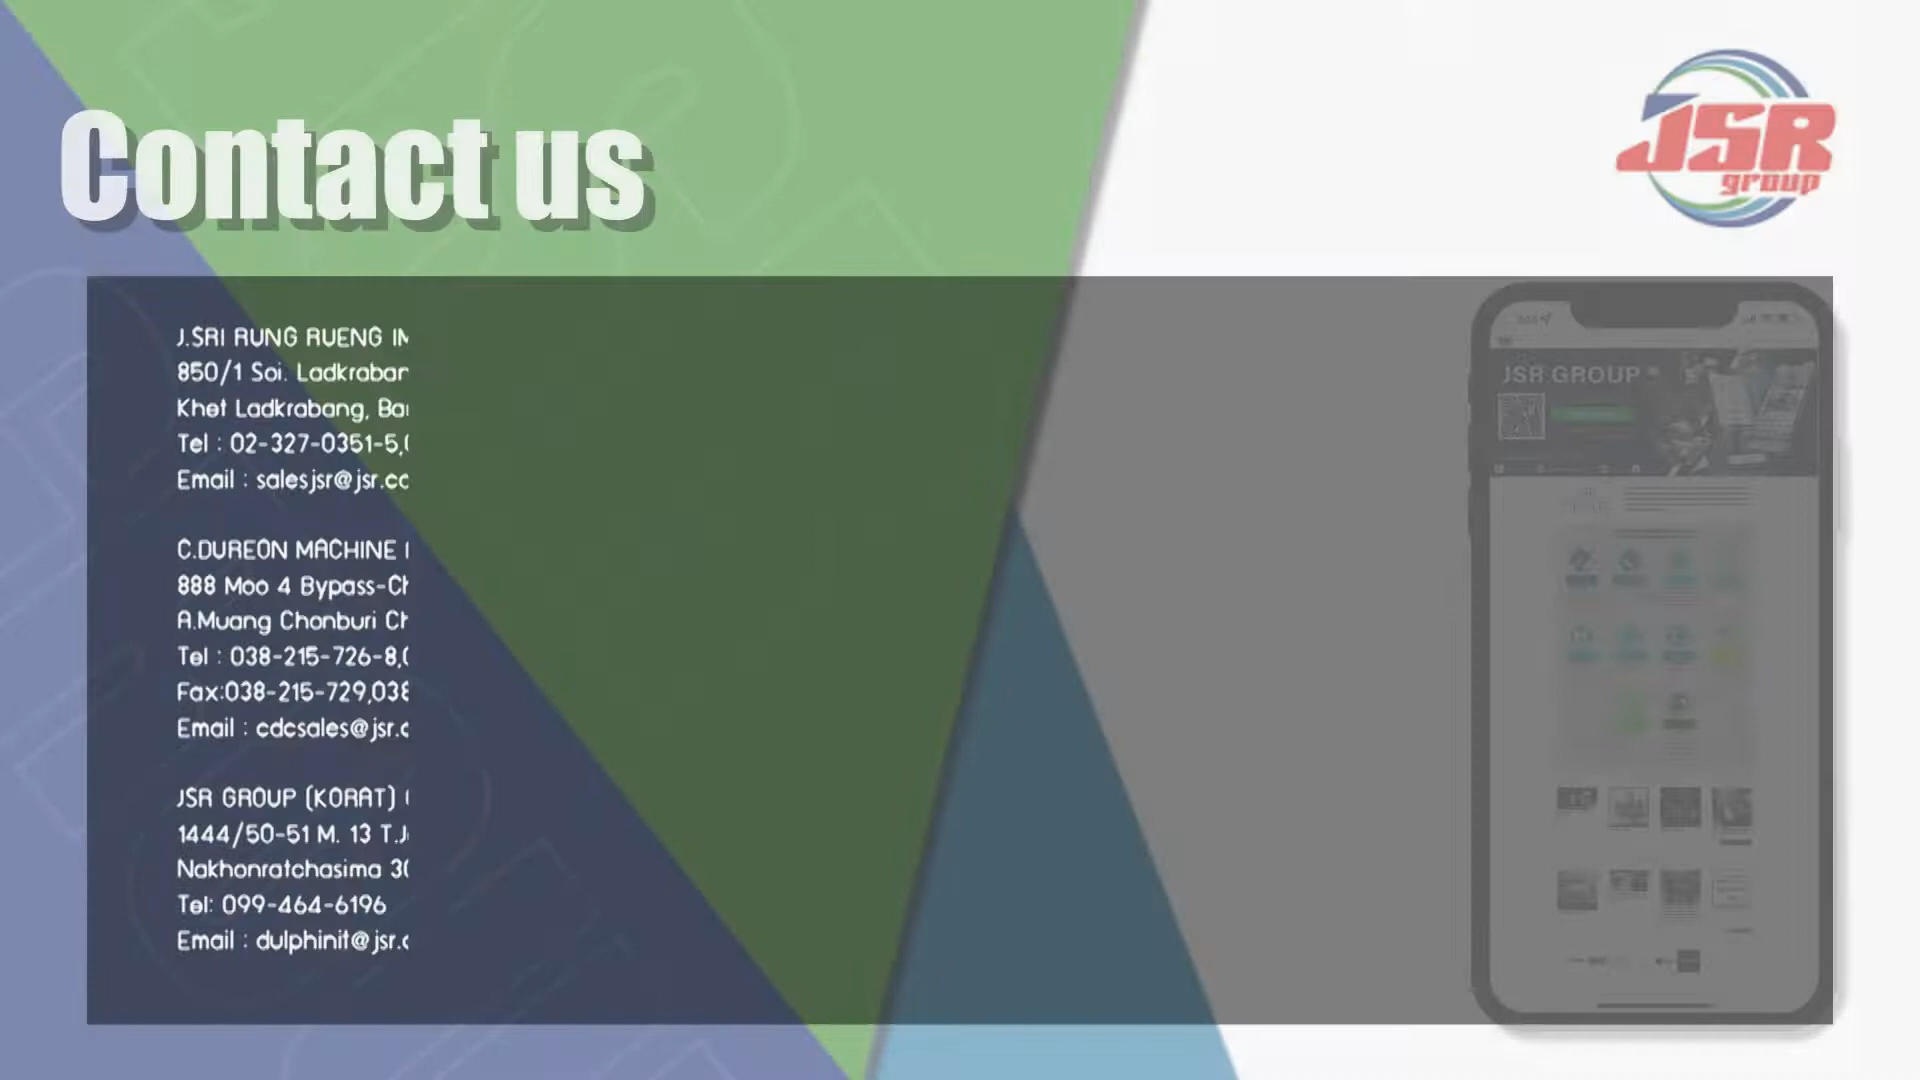 Contact us
JSR
group
J.SRI RUNG RUENG
850/1 Soi.
Khet Ladkrabang,
Tel : 02-327-0351-5,
Email : salesjsr@jsr.
C.DUREON MACHINE
888 Moo 4 Bypass-
A.Muang Chonburi
Tel : 038-215-726-8,
Fax:038-215-729,038
Email : cdcsales@jsr.
JSR GROUP (KORAT)
1444/50-51 M. 13
Nakhonratchasima
Tel: 099-464-6196
Email : dulphinit@jsr.
JSR GROUP